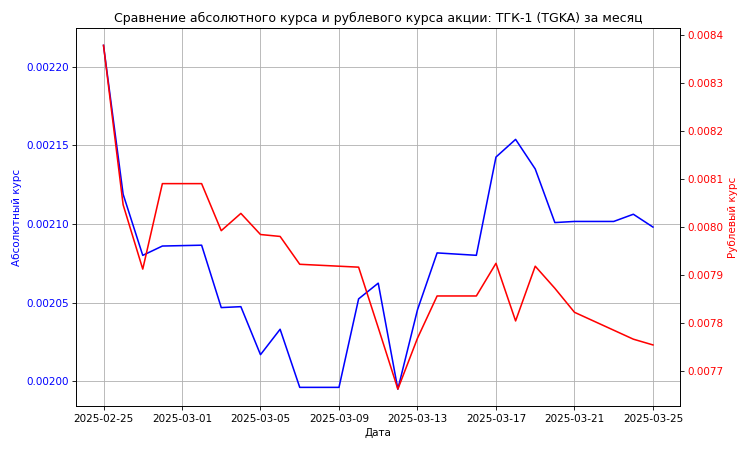 Сравнение абсолютного курса и рублевого курса акции: ТГК-1 (TGKA) за месяц
Абсолютный курс
0.00220
0.00215
0.00210
0.00205
0.00200
0.0084
0.0083
0.0082
0.0081
0.0080
0.0079
0.0078
0.0077
Рублевый курс
2025-02-25 2025-03-01 2025-03-05 2025-03-09 2025-03-13 2025-03-17 2025-03-21 2025-03-25
Дата